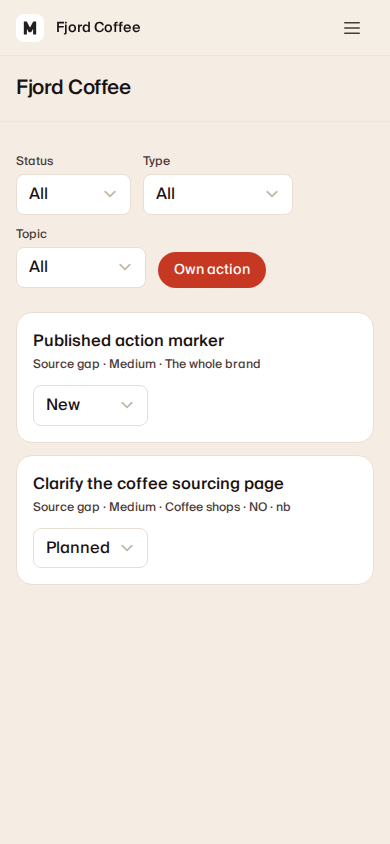 M Fjord Coffee
Fjord Coffee
Status Type
All All
Topic
All Own action
Published action marker
Source gap · Medium · The whole brand
New
Clarify the coffee sourcing page
Source gap · Medium · Coffee shops · NO · nb
Planned